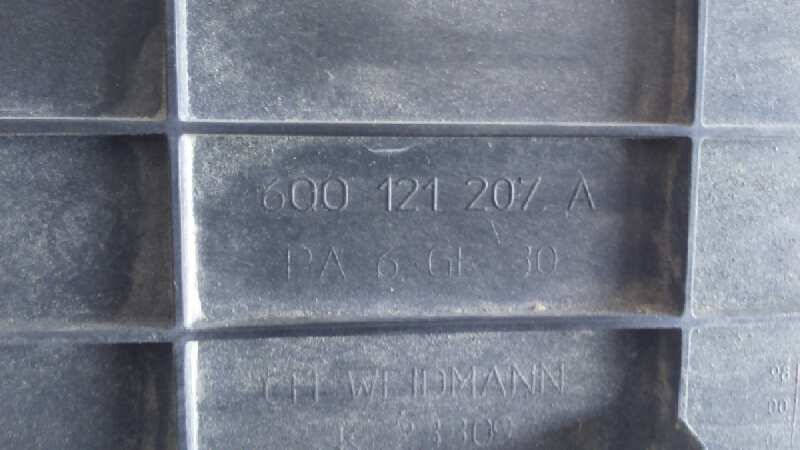 6Q0 121 207 A
PA 6 GF 30
CH WEIDMANN